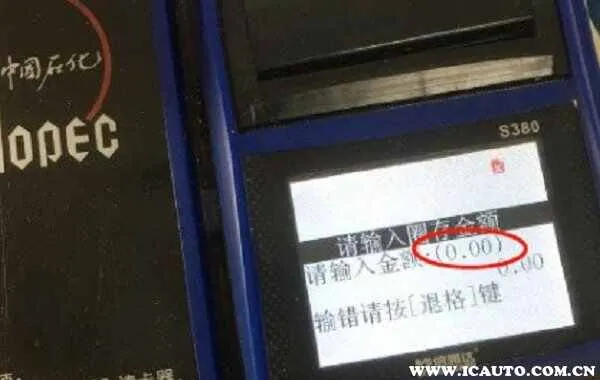 中国石化
OPEC
S380
请输入圈存金额
请输入金额:(0.00)
0.00
输错请按[退格]键
www.icauto.com.cn